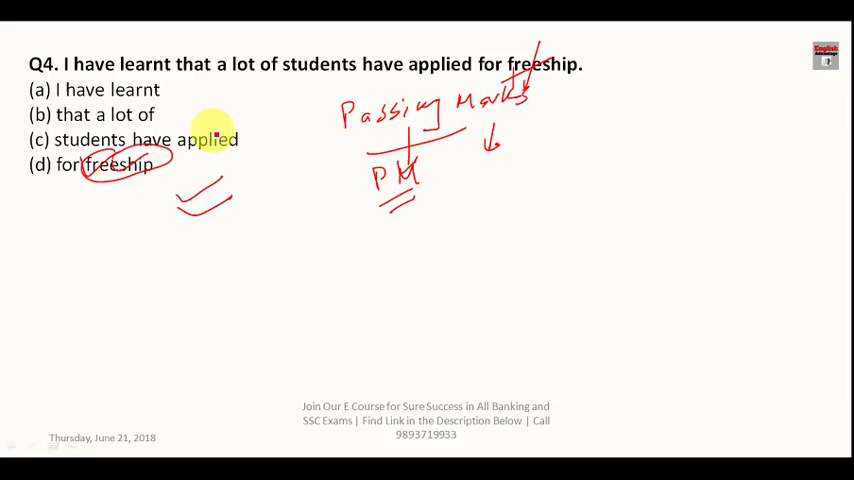 English
Advantage
Q4. I have learnt that a lot of students have applied for freeship.
(a) I have learnt
(b) that a lot of
(c) students have applied
(d) for freeship
Passing Marks
PM
Join Our E Course for Sure Success in All Banking and
SSC Exams | Find Link in the Description Below | Call
9893719933
Thursday, June 21, 2018